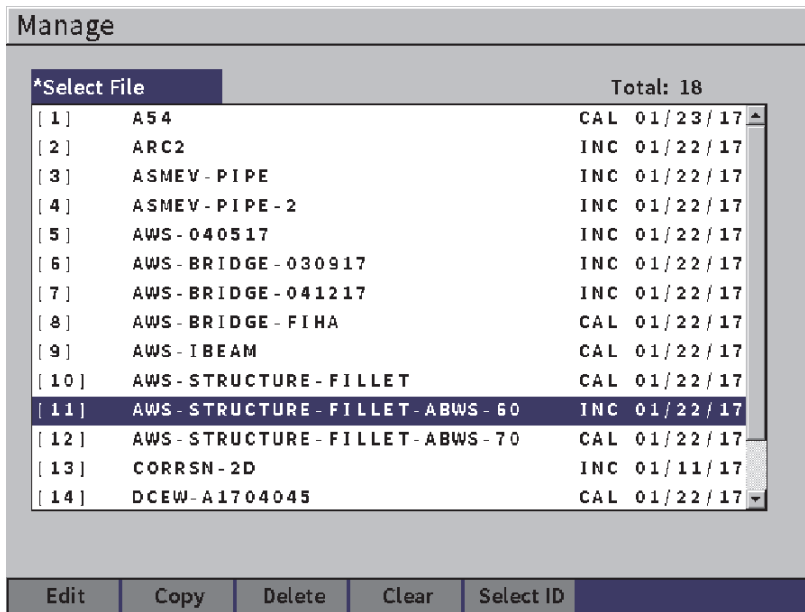 Manage
*Select File Total: 18
[1] A54 CAL 01/23/17
[2] ARC2 INC 01/22/17
[3] ASMEV-PIPE INC 01/22/17
[4] ASMEV-PIPE-2 INC 01/22/17
[5] AWS-040517 INC 01/22/17
[6] AWS-BRIDGE-030917 INC 01/22/17
[7] AWS-BRIDGE-041217 INC 01/22/17
[8] AWS-BRIDGE-FIHA CAL 01/22/17
[9] AWS-IBEAM CAL 01/22/17
[10] AWS-STRUCTURE-FILLET CAL 01/22/17
[11] AWS-STRUCTURE-FILLET-ABWS-60 INC 01/22/17
[12] AWS-STRUCTURE-FILLET-ABWS-70 CAL 01/22/17
[13] CORRSN-2D INC 01/11/17
[14] DCEW-A1704045 CAL 01/22/17
Edit Copy Delete Clear Select ID